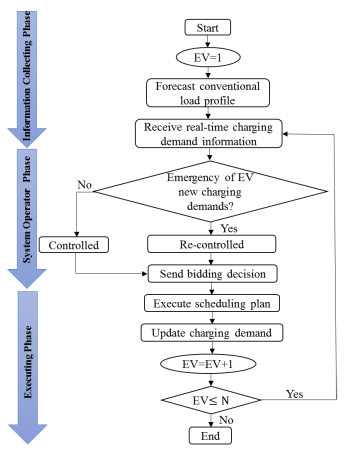 Start
EV=1
Forecast conventional
load profile
Receive real-time charging
demand information
Emergency of EV
new charging
demands?
No
Yes
Controlled
Re-controlled
Send bidding decision
Execute scheduling plan
Update charging demand
EV=EV+1
EV≤ N
Yes
No
End
Information Collecting Phase
System Operator Phase
Executing Phase